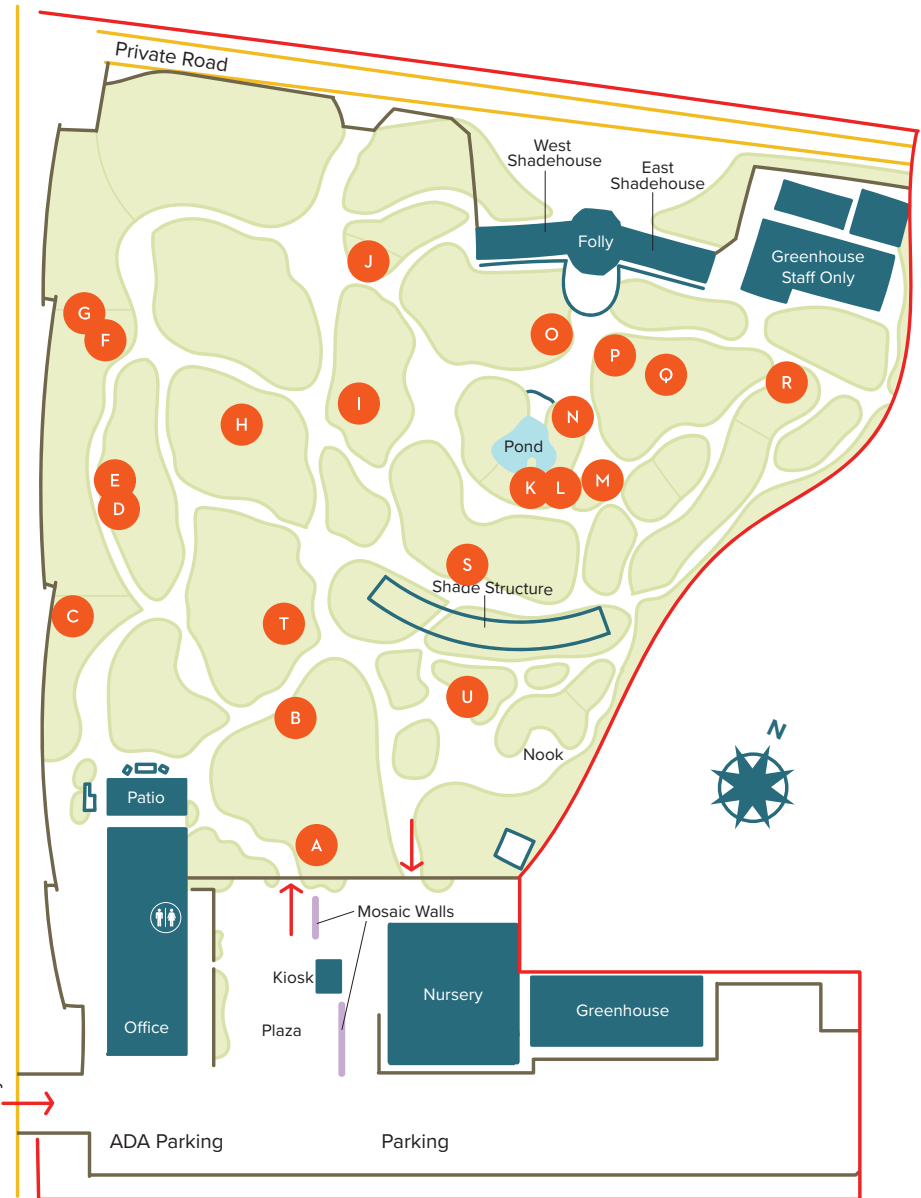 Private Road
West
Shadehouse
East
Shadehouse
Folly
Greenhouse
Staff Only
J
G
F
O
P
Q
R
I
H
N
Pond
E
D
K
L
M
S
Shade Structure
C
T
U
B
Nook
N
Patio
A
Mosaic Walls
Kiosk
Nursery
Greenhouse
Plaza
Office
ADA Parking
Parking